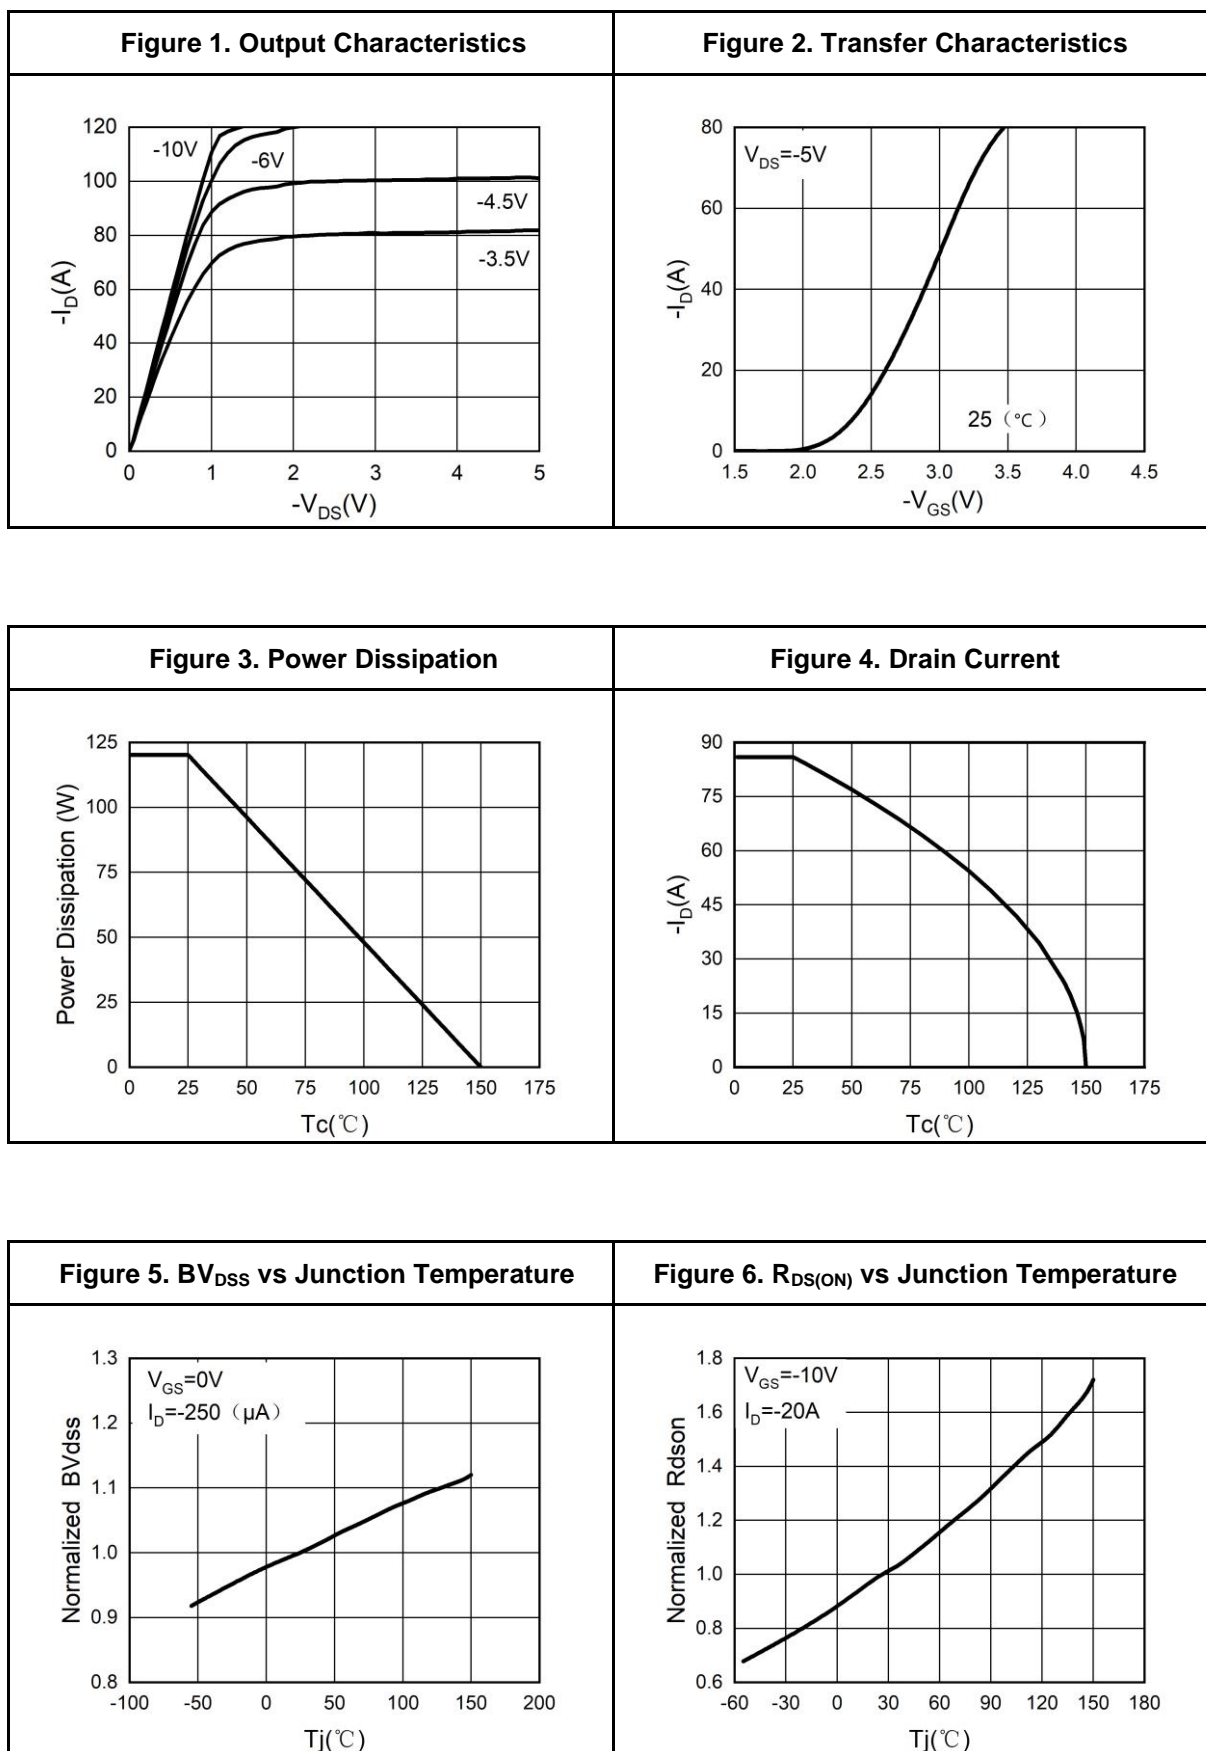 Figure 1. Output Characteristics
Figure 2. Transfer Characteristics
120
100
80
60
40
20
0
-I_D(A)
-10V
-6V
-4.5V
-3.5V
0 1 2 3 4 5
-V_DS(V)
80
60
40
20
0
-I_D(A)
V_DS=-5V
25（°C）
1.5 2.0 2.5 3.0 3.5 4.0 4.5
-V_GS(V)
Figure 3. Power Dissipation
Figure 4. Drain Current
125
100
75
50
25
0
Power Dissipation (W)
0 25 50 75 100 125 150 175
Tc(℃)
90
75
60
45
30
15
0
-I_D(A)
0 25 50 75 100 125 150 175
Tc(℃)
Figure 5. BV_DSS vs Junction Temperature
Figure 6. R_DS(ON) vs Junction Temperature
1.3
1.2
1.1
1.0
0.9
0.8
Normalized BVdss
V_GS=0V
I_D=-250（μA）
-100 -50 0 50 100 150 200
Tj(℃)
1.8
1.6
1.4
1.2
1.0
0.8
0.6
Normalized Rdson
V_GS=-10V
I_D=-20A
-60 -30 0 30 60 90 120 150 180
Tj(℃)